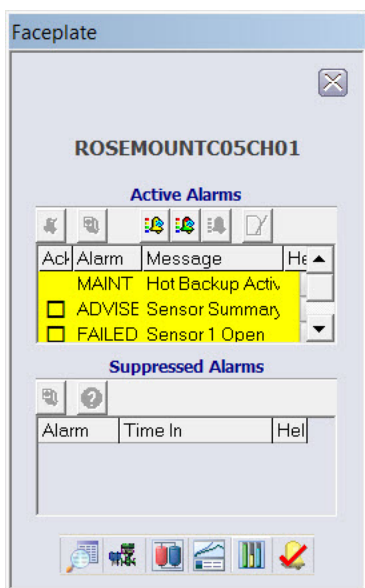 Faceplate
ROSEMOUNTC05CH01
Active Alarms
Ack Alarm Message He
MAINT Hot Backup Activ
ADVISE Sensor Summary
FAILED Sensor 1 Open
Suppressed Alarms
Alarm Time In Hel